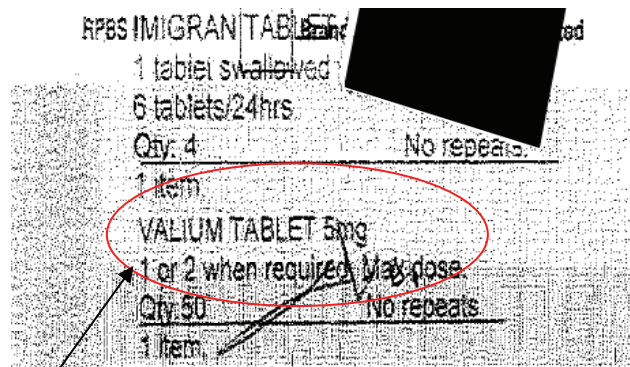 RPBS IMIGRAN TABLET Brand
1 tablet swallowed
6 tablets/24hrs
Qty: 4 No repeats.
1 item
VALIUM TABLET 5mg
1 or 2 when required. Max dose
Qty: 50 No repeats
1 item.